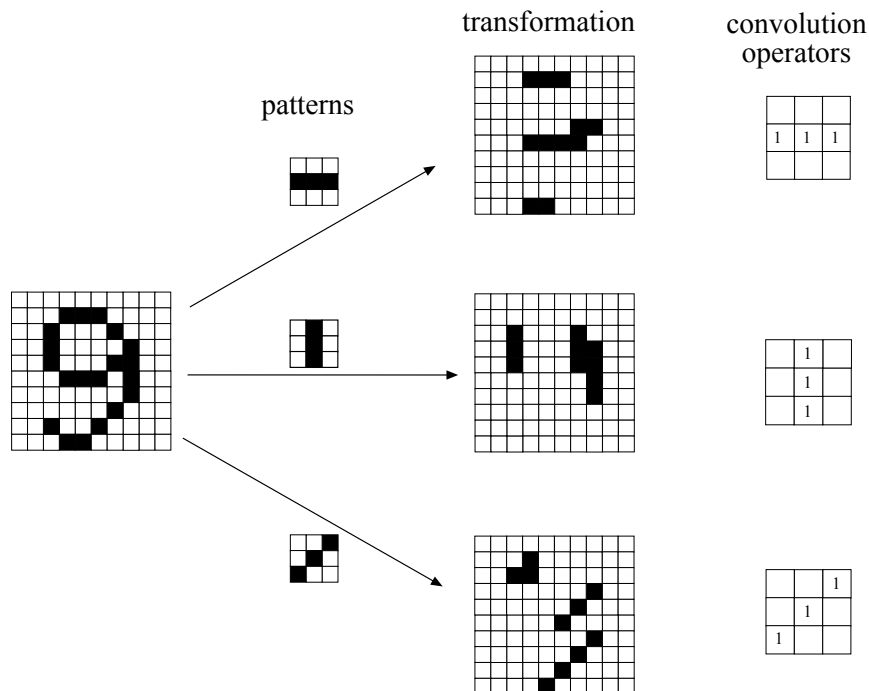 transformation
convolution
operators
patterns
1 1 1
1
1
1
1
1
1